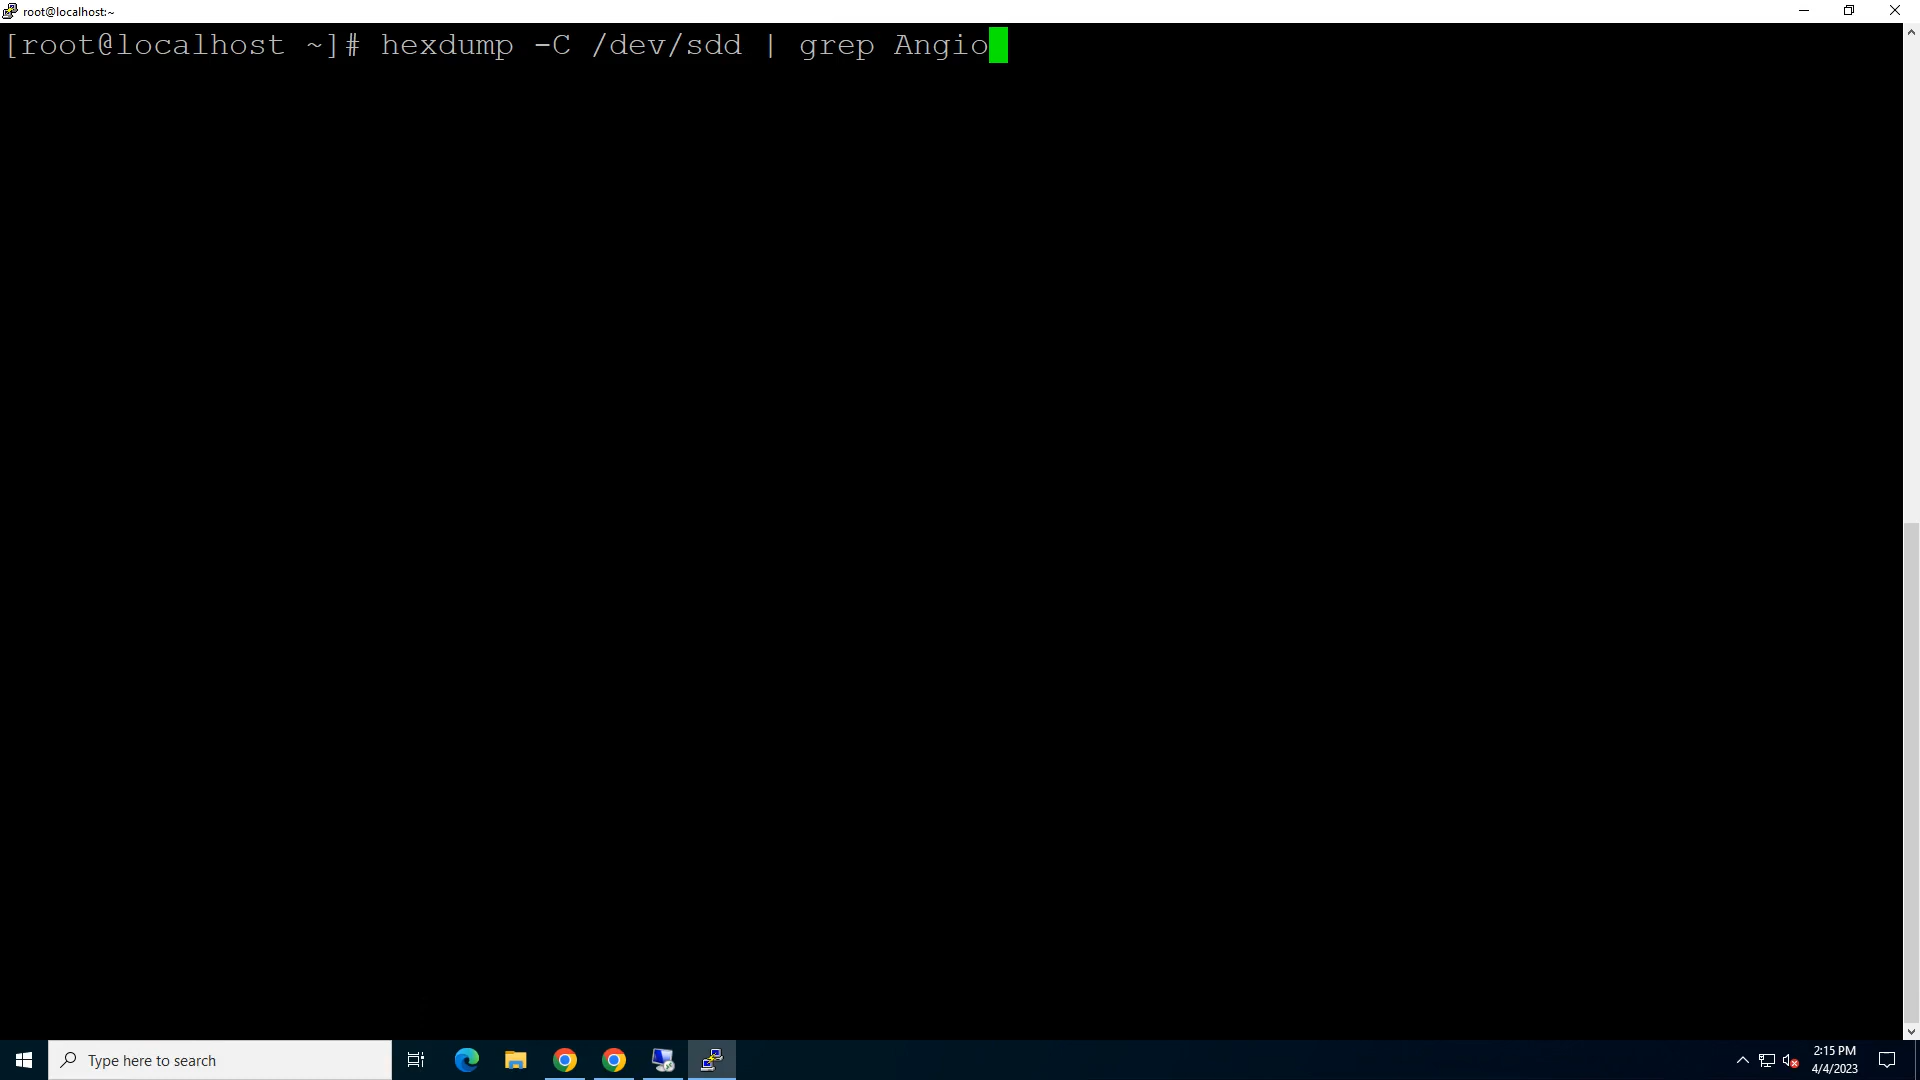 root@localhost:~
[root@localhost ~]# hexdump -C /dev/sdd | grep Angio
Type here to search
2:15 PM
4/4/2023